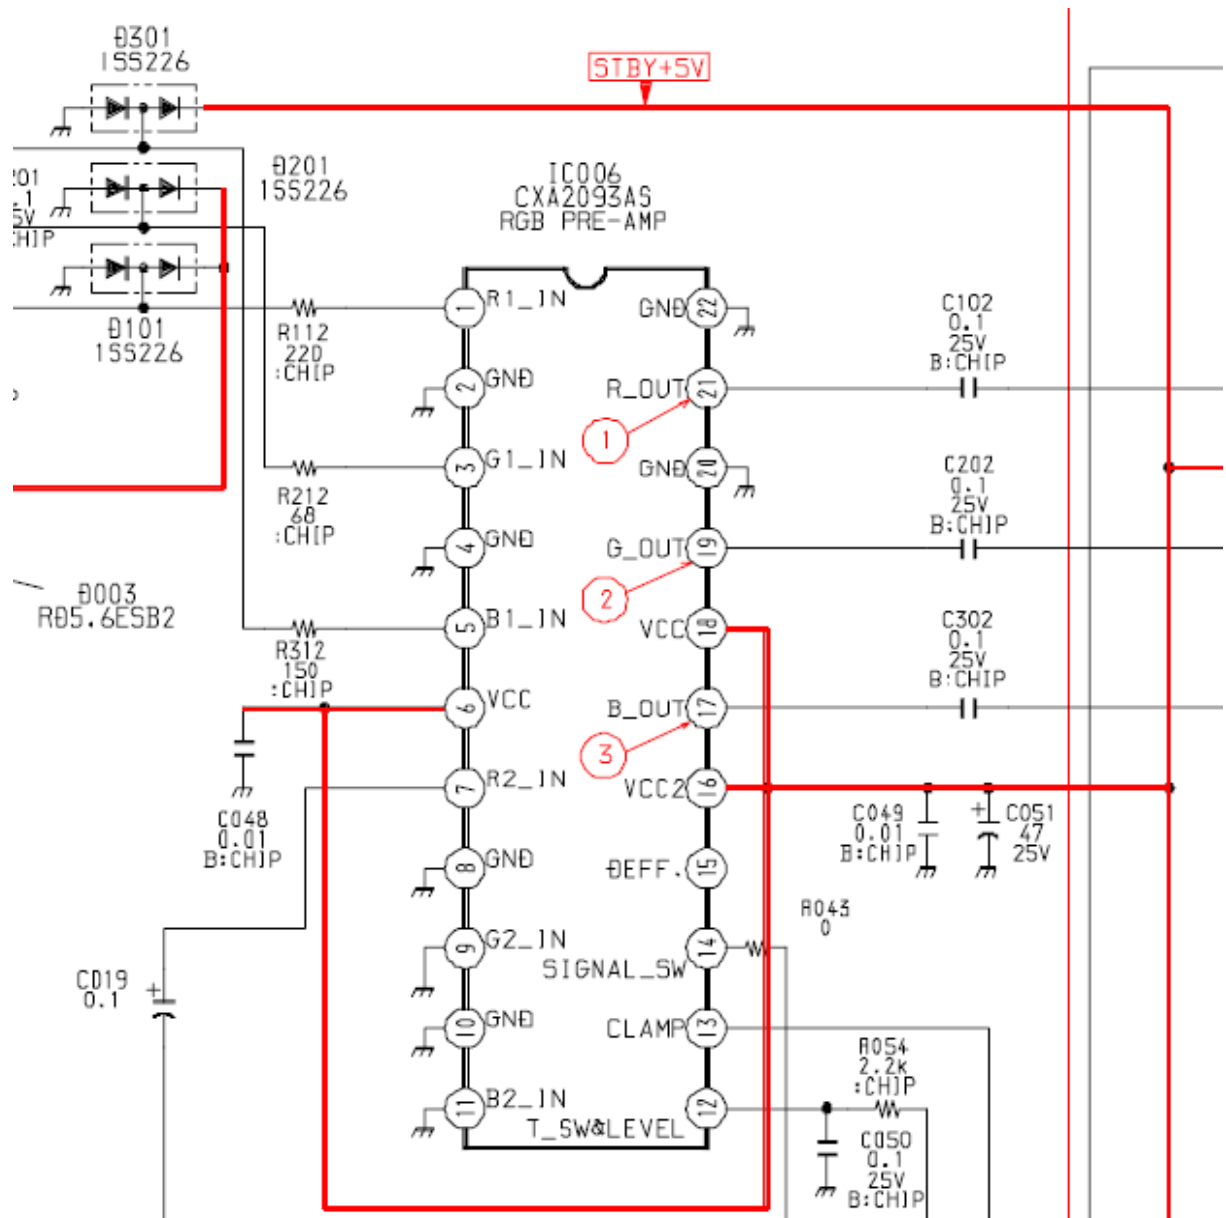 D301
1SS226
STBY+5V
D201
1SS226
201
.1
5V
CHIP
IC006
CXA2093AS
RGB PRE-AMP
D101
1SS226
R112
220
:CHIP
R212
68
:CHIP
D003
RD5.6ESB2
R312
150
:CHIP
C048
0.01
B:CHIP
C019
+
0.1
1
R1_IN
2
GND
3
G1_IN
4
GND
5
B1_IN
6
VCC
7
R2_IN
8
GND
9
G2_IN
10
GND
11
B2_IN
GND
22
R_OUT
21
1
GND
20
G_OUT
19
2
VCC
18
B_OUT
17
3
VCC2
16
DEFF.
15
14
SIGNAL_SW
CLAMP
13
12
T_SW&LEVEL
C102
0.1
25V
B:CHIP
C202
0.1
25V
B:CHIP
C302
0.1
25V
B:CHIP
C049
0.01
B:CHIP
+
C051
47
25V
R043
0
R054
2.2k
:CHIP
C050
0.1
25V
B:CHIP